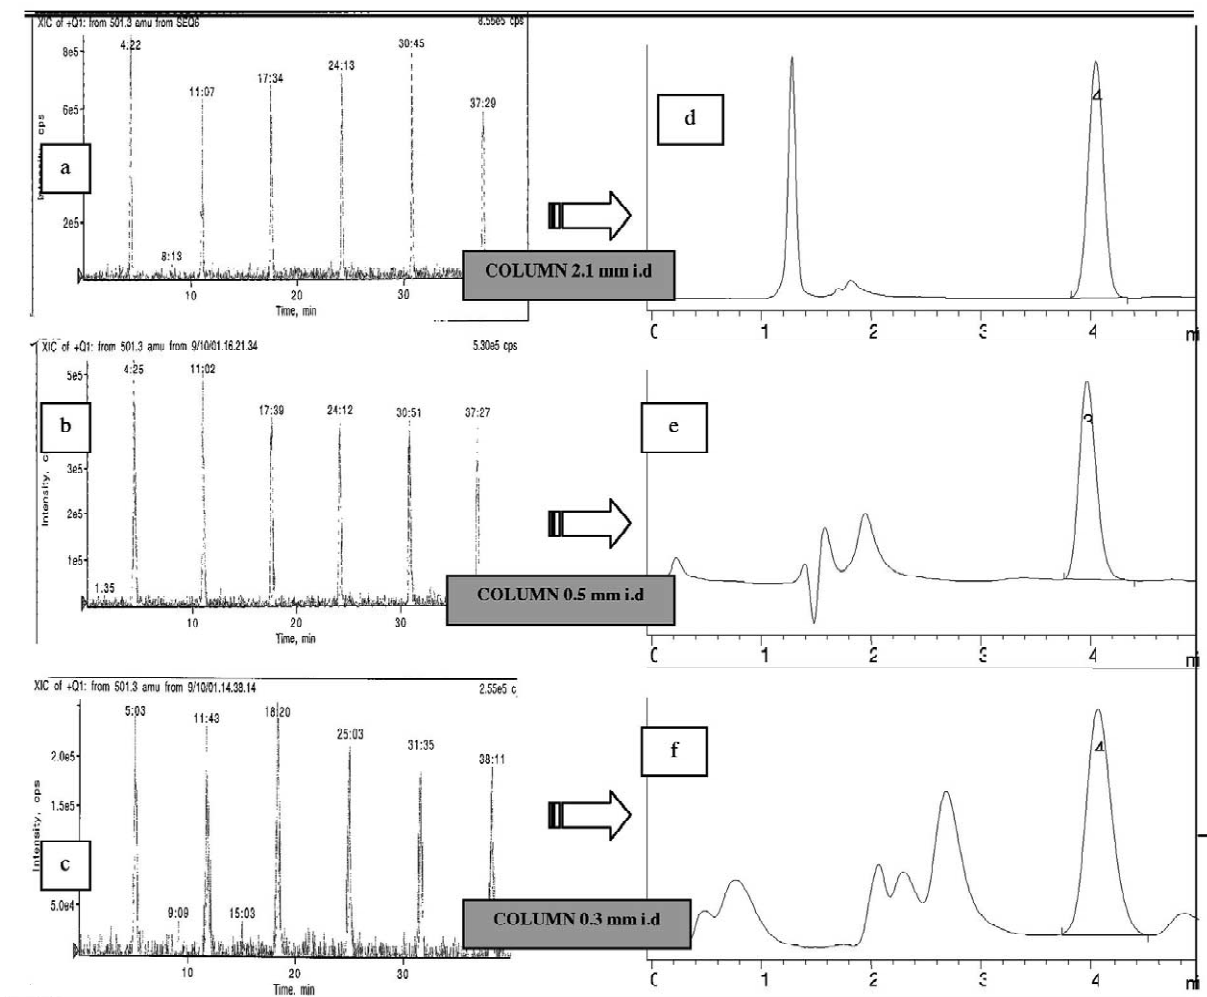 XIC of +Q1: from 501.3 amu from SEQ6
8.55e5 cps
8e5
6e5
2e5
4:22
8:13
11:07
17:34
24:13
30:45
37:29
a
10
20
30
Time, min
COLUMN 2.1 mm i.d
d
4
1
2
3
4
XIC of +Q1: from 501.3 amu from 9/10/01.16.21.34
5.30e5 cps
5e5
3e5
2e5
1e5
1.35
4:25
11:02
17:39
24:12
30:51
37:27
b
Intensity, c
10
20
30
Time, min
COLUMN 0.5 mm i.d
e
1
2
3
4
XIC of +Q1: from 501.3 amu from 9/10/01.14.38.14
2.55e5 c
2.0e5
1.5e5
5.0e4
5:03
9:09
11:43
15:03
18:20
25:03
31:35
38:11
Intensity, cps
c
10
20
30
Time, min
COLUMN 0.3 mm i.d
f
4
1
2
3
4